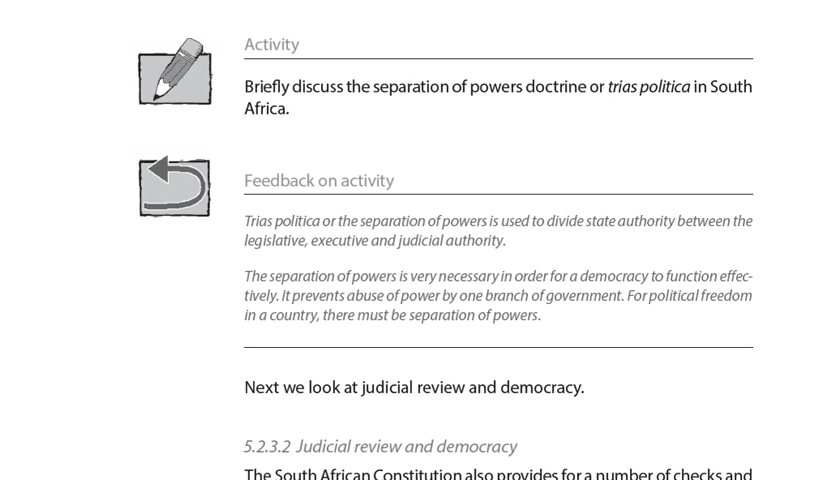 Activity
Briefly discuss the separation of powers doctrine or trias politica in South
Africa.
Feedback on activity
Trias politica or the separation of powers is used to divide state authority between the
legislative, executive and judicial authority.
The separation of powers is very necessary in order for a democracy to function effec-
tively. It prevents abuse of power by one branch of government. For political freedom
in a country, there must be separation of powers.
Next we look at judicial review and democracy.
5.2.3.2 Judicial review and democracy
The South African Constitution also provides for a number of checks and